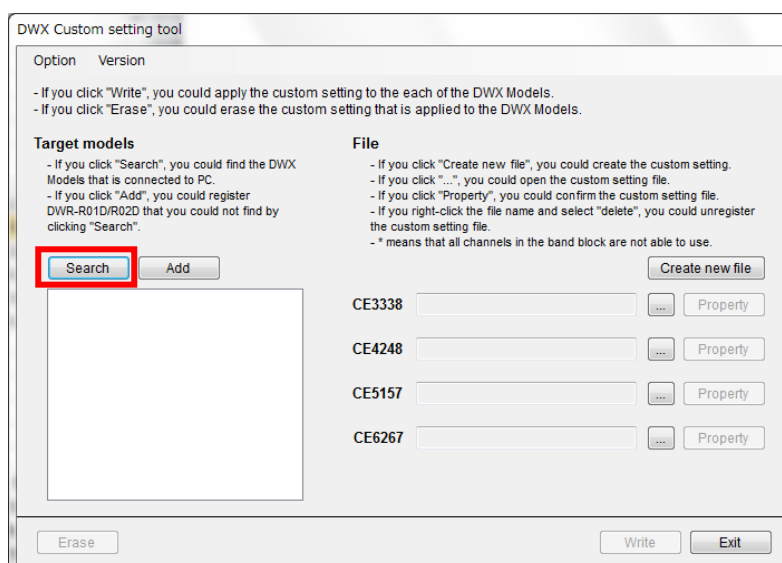 DWX Custom setting tool
Option Version
- If you click "Write", you could apply the custom setting to the each of the DWX Models.
- If you click "Erase", you could erase the custom setting that is applied to the DWX Models.
Target models
- If you click "Search", you could find the DWX
Models that is connected to PC.
- If you click "Add", you could register
DWR-R01D/R02D that you could not find by
clicking "Search".
Search Add
File
- If you click "Create new file", you could create the custom setting.
- If you click "...", you could open the custom setting file.
- If you click "Property", you could confirm the custom setting file.
- If you right-click the file name and select "delete", you could unregister
the custom setting file.
- * means that all channels in the band block are not able to use.
Create new file
CE3338 ... Property
CE4248 ... Property
CE5157 ... Property
CE6267 ... Property
Erase Write Exit